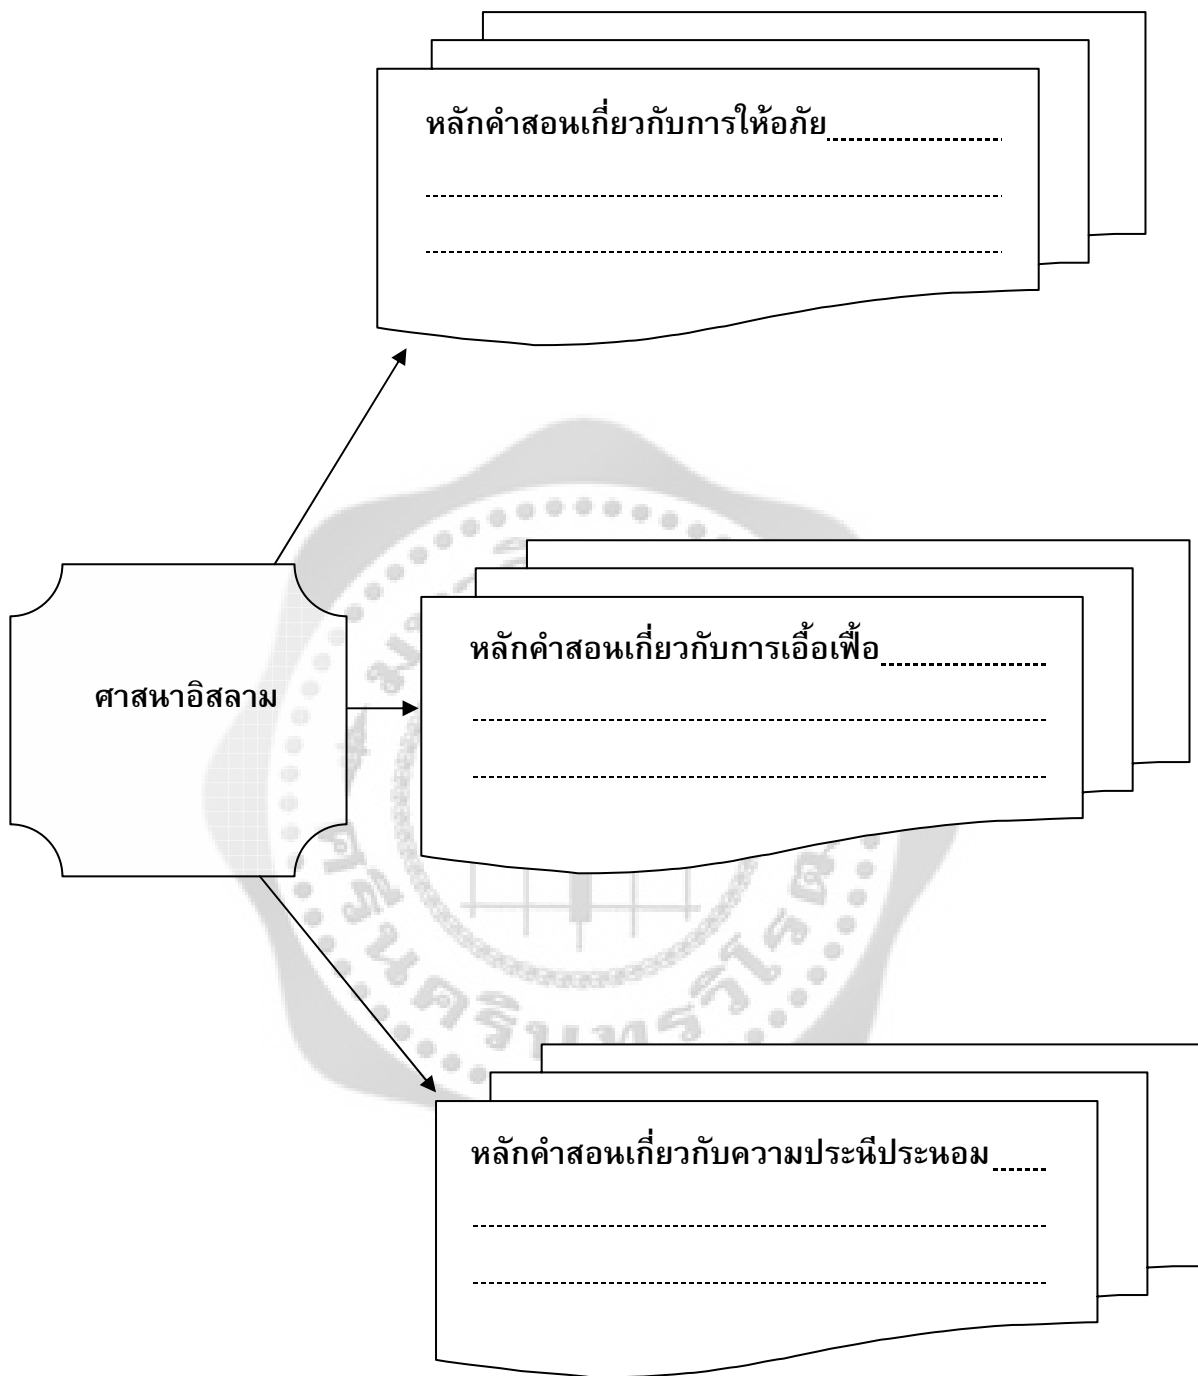 หลักคำสอนเกี่ยวกับการให้อภัย
ศาสนาอิสลาม
หลักคำสอนเกี่ยวกับการเอื้อเฟื้อ
หลักคำสอนเกี่ยวกับความประนีประนอม